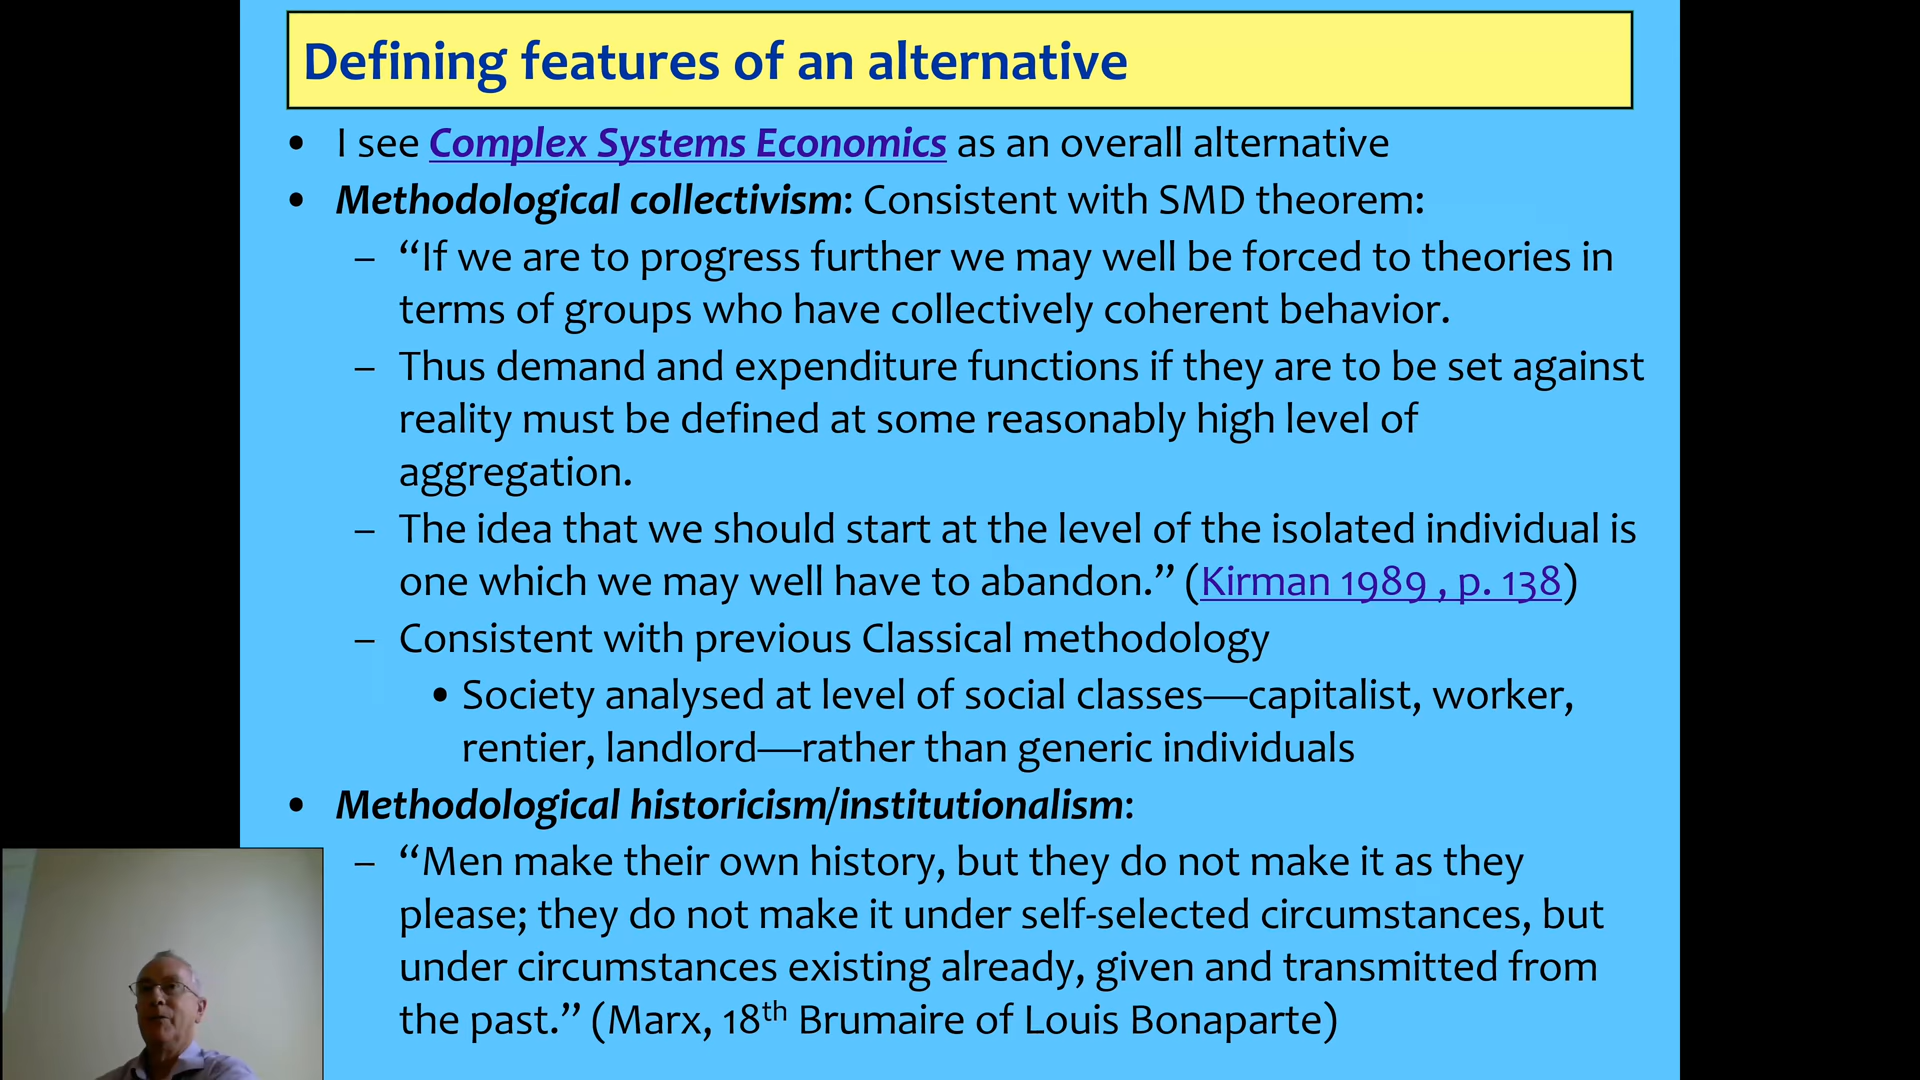 Defining features of an alternative
• I see Complex Systems Economics as an overall alternative
• Methodological collectivism: Consistent with SMD theorem:
– “If we are to progress further we may well be forced to theories in
terms of groups who have collectively coherent behavior.
– Thus demand and expenditure functions if they are to be set against
reality must be defined at some reasonably high level of
aggregation.
– The idea that we should start at the level of the isolated individual is
one which we may well have to abandon.” (Kirman 1989 , p. 138)
– Consistent with previous Classical methodology
• Society analysed at level of social classes—capitalist, worker,
rentier, landlord—rather than generic individuals
• Methodological historicism/institutionalism:
– “Men make their own history, but they do not make it as they
please; they do not make it under self-selected circumstances, but
under circumstances existing already, given and transmitted from
the past.” (Marx, 18th Brumaire of Louis Bonaparte)